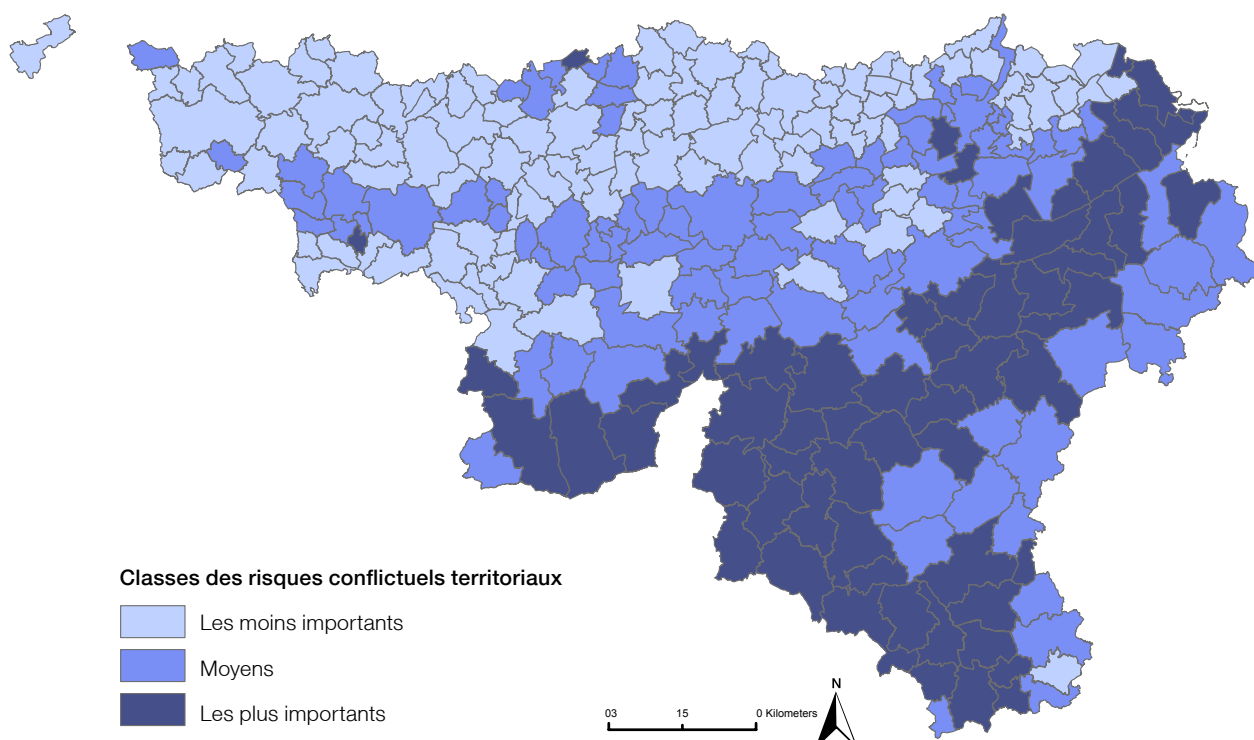 Classes des risques conflictuels territoriaux
Les moins importants
Moyens
Les plus importants
03 15 0 Kilometers
N